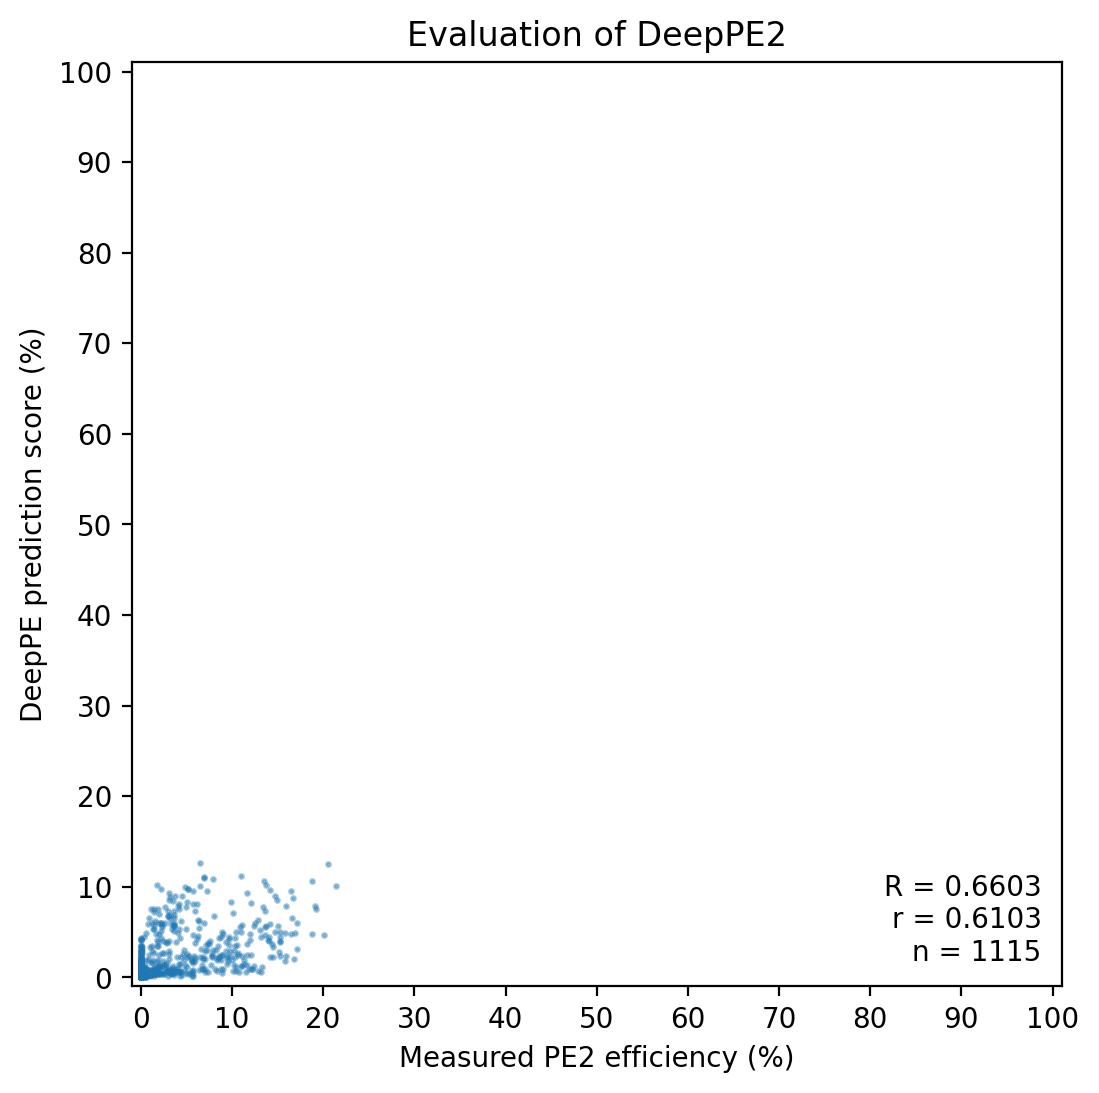 Evaluation of DeepPE2
100
90
80
70
60
50
40
30
20
10
0
DeepPE prediction score (%)
R = 0.6603
r = 0.6103
n = 1115
0 10 20 30 40 50 60 70 80 90 100
Measured PE2 efficiency (%)